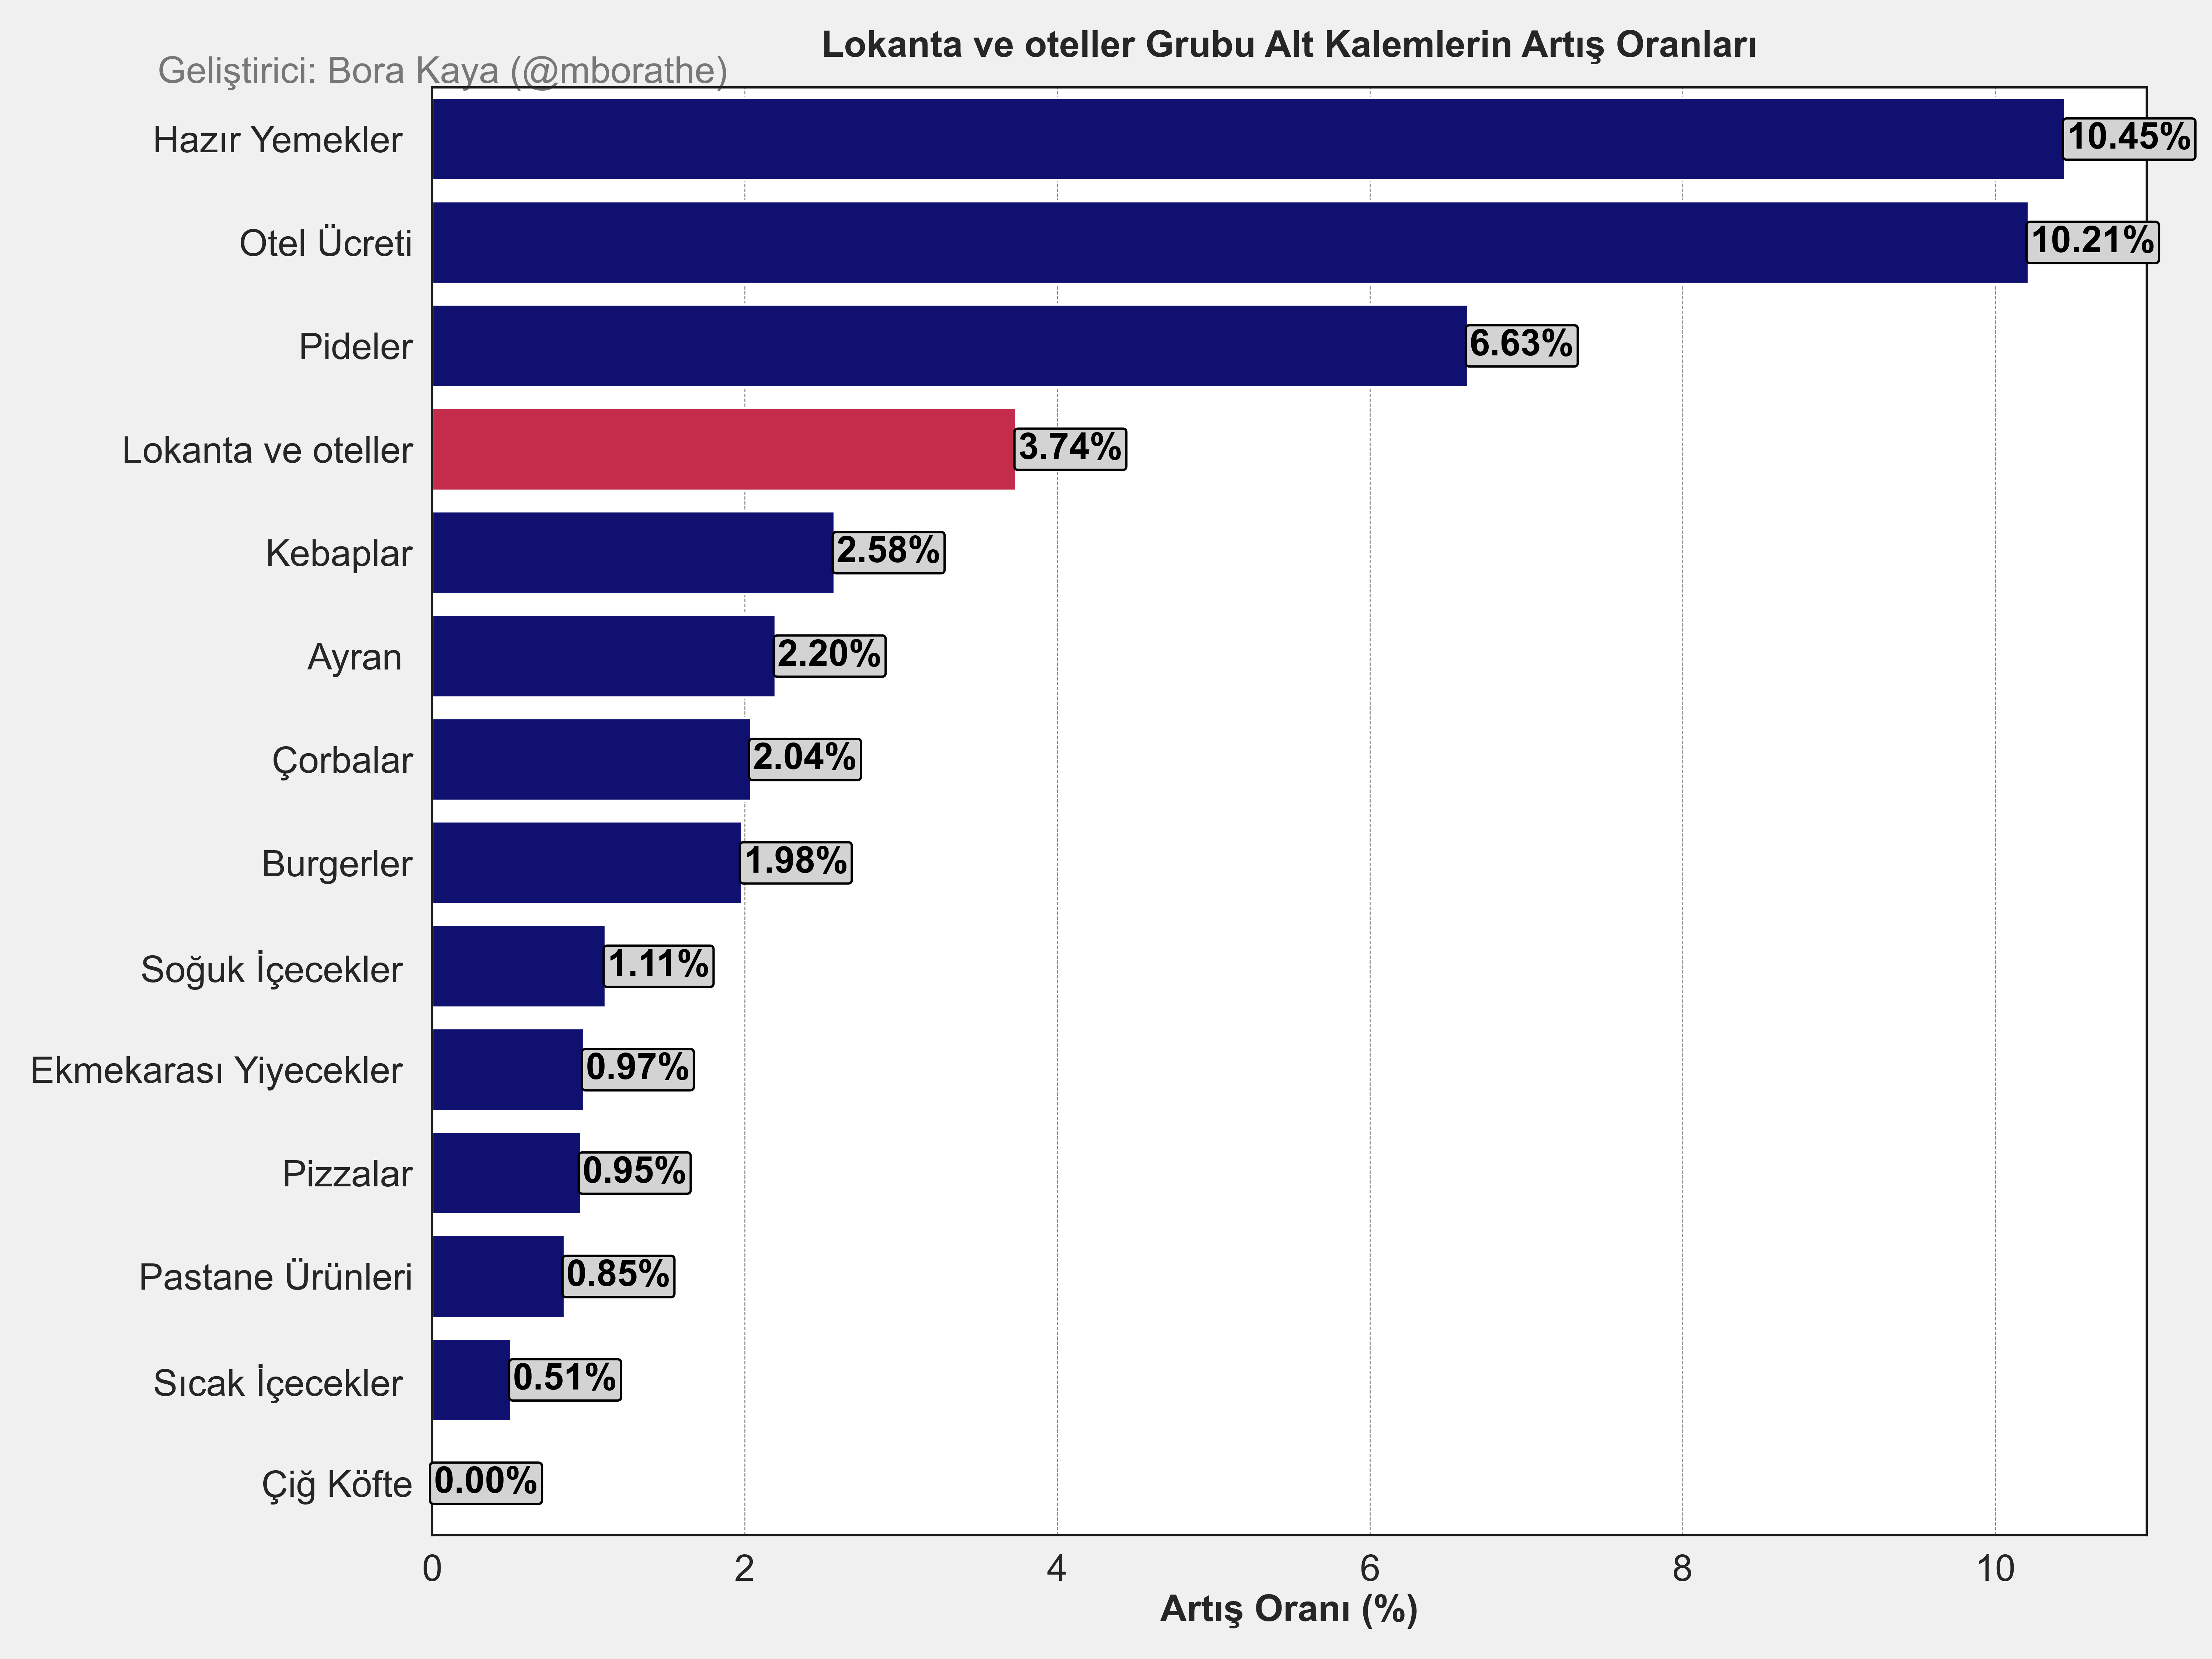 Lokanta ve oteller Grubu Alt Kalemlerin Artış Oranları
Geliştirici: Bora Kaya (@mborathe)
Hazır Yemekler 10.45%
Otel Ücreti 10.21%
Pideler 6.63%
Lokanta ve oteller 3.74%
Kebaplar 2.58%
Ayran 2.20%
Çorbalar 2.04%
Burgerler 1.98%
Soğuk İçecekler 1.11%
Ekmekarası Yiyecekler 0.97%
Pizzalar 0.95%
Pastane Ürünleri 0.85%
Sıcak İçecekler 0.51%
Çiğ Köfte 0.00%
0 2 4 6 8 10
Artış Oranı (%)